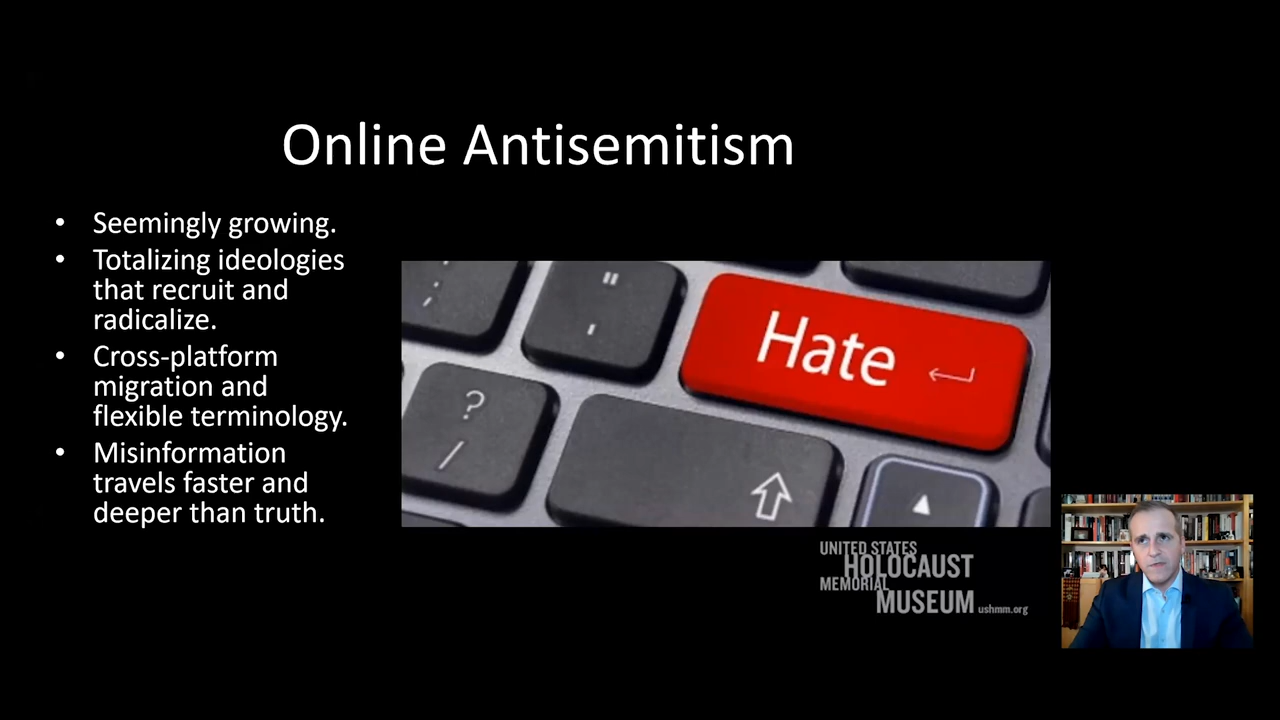 Online Antisemitism
• Seemingly growing.
• Totalizing ideologies
that recruit and
radicalize.
• Cross-platform
migration and
flexible terminology.
• Misinformation
travels faster and
deeper than truth.
: ;
" '
Hate
?
/
UNITED STATES
HOLOCAUST
MEMORIAL
MUSEUM ushmm.org